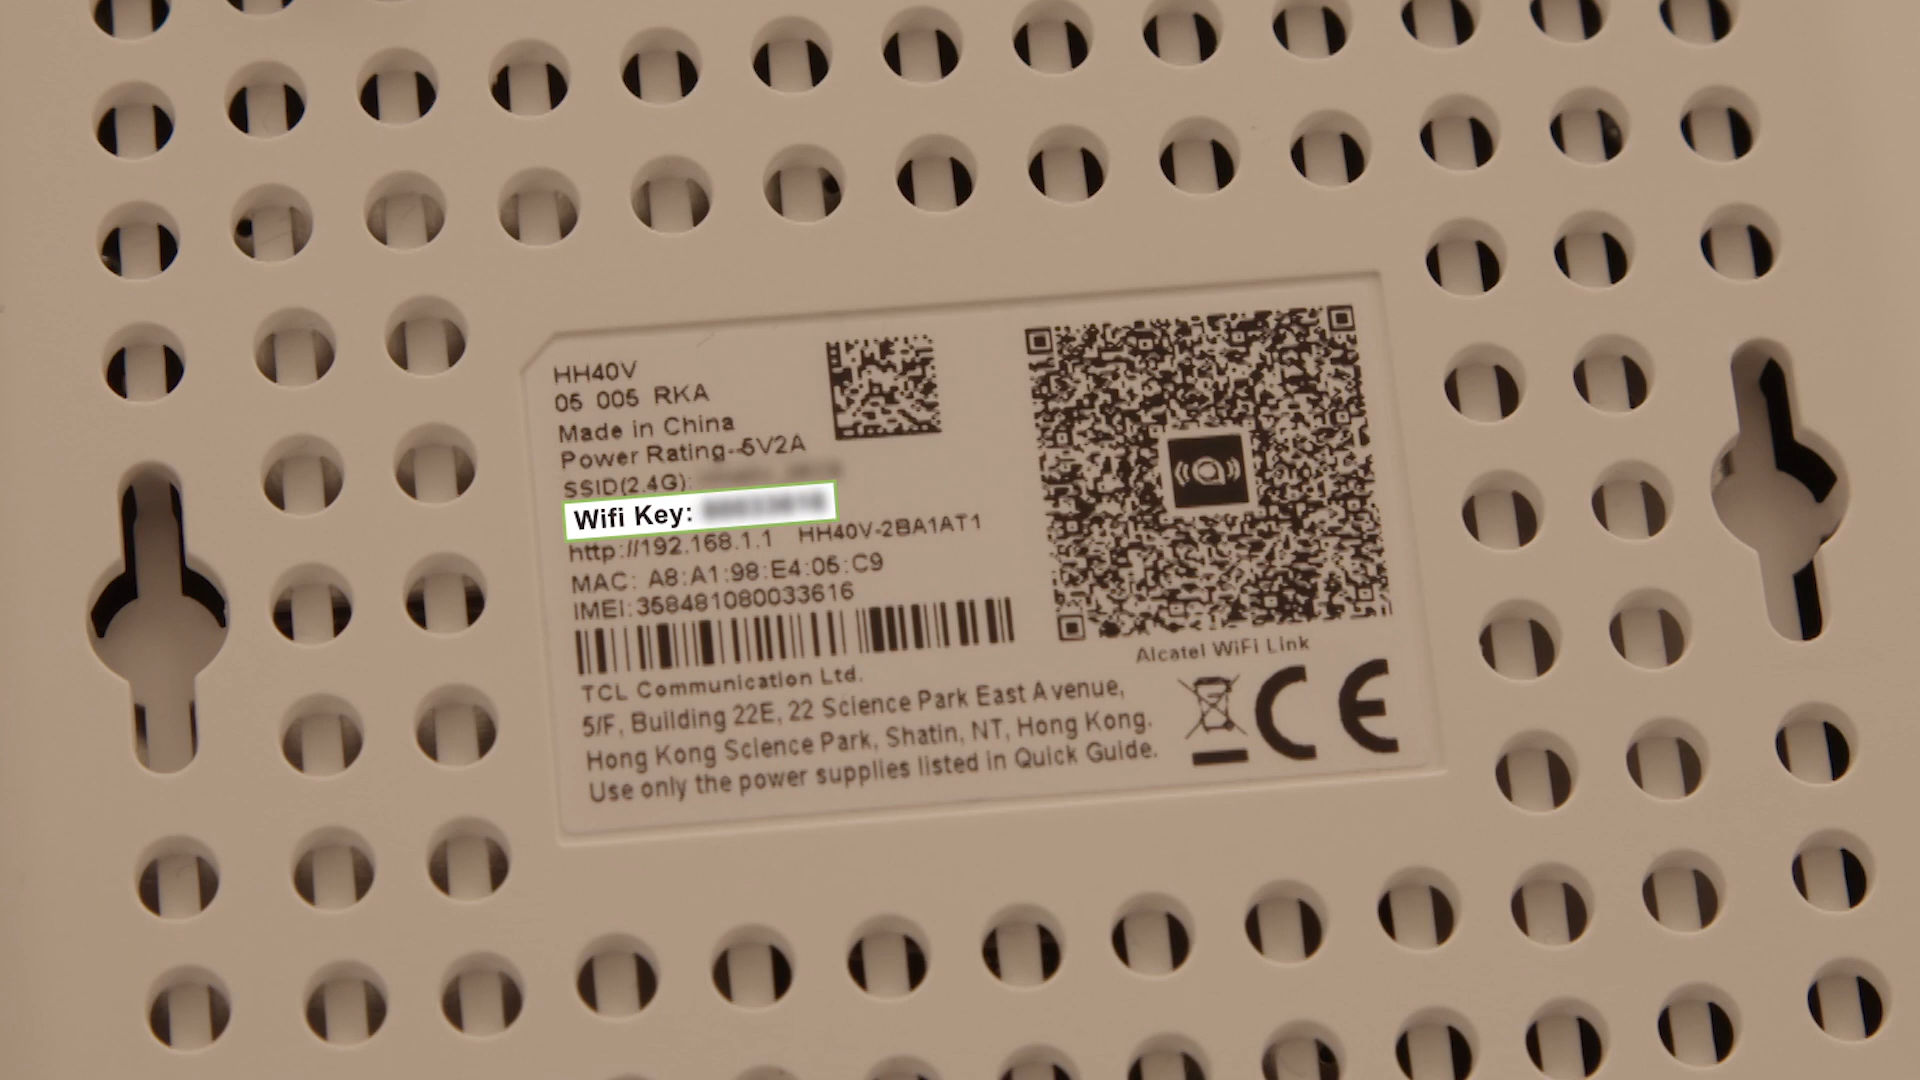 HH40V
05 005 RKA
Made in China
Power Rating--5V2A
SSID(2.4G):
Wifi Key:
http://192.168.1.1 HH40V-2BA1AT1
MAC: A8:A1:98:E4:05:C9
IMEI:358481080033616
TCL Communication Ltd.
5/F, Building 22E, 22 Science Park East Avenue,
Hong Kong Science Park, Shatin, NT, Hong Kong.
Use only the power supplies listed in Quick Guide.
Alcatel WiFi Link
CE